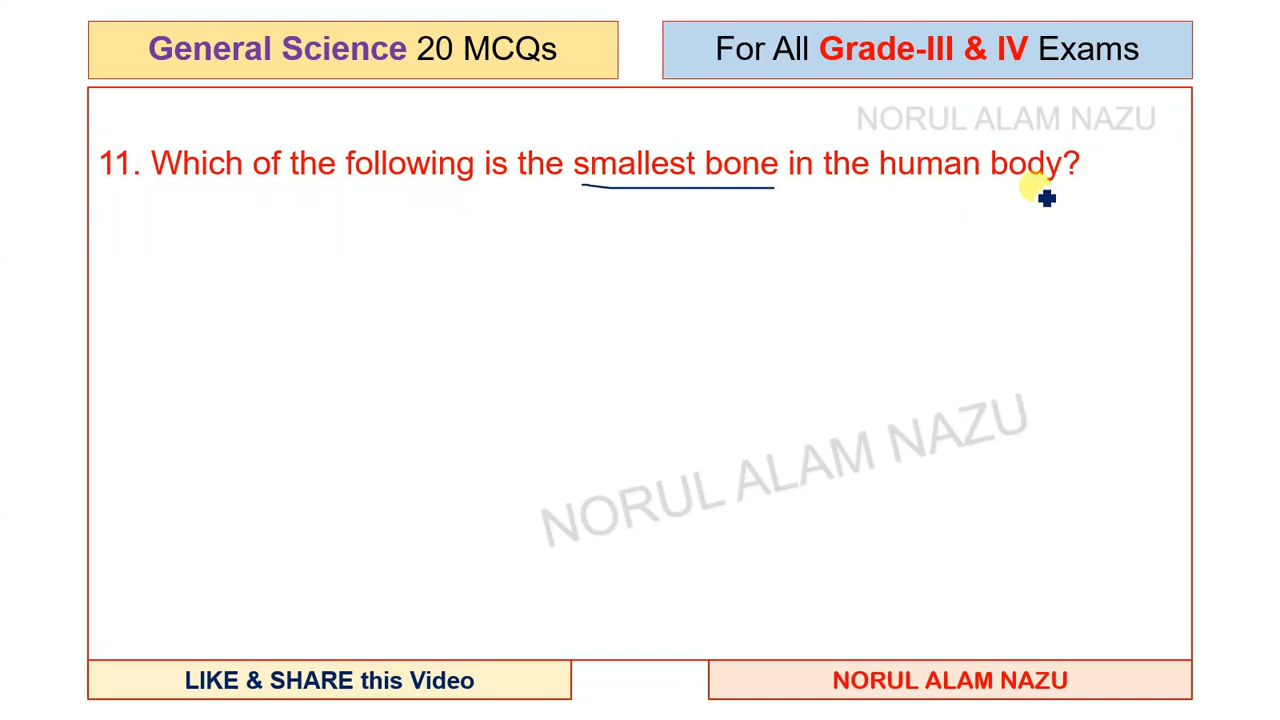 General Science 20 MCQs
For All Grade-III & IV Exams
NORUL ALAM NAZU
11. Which of the following is the smallest bone in the human body?
NORUL ALAM NAZU
LIKE & SHARE this Video
NORUL ALAM NAZU